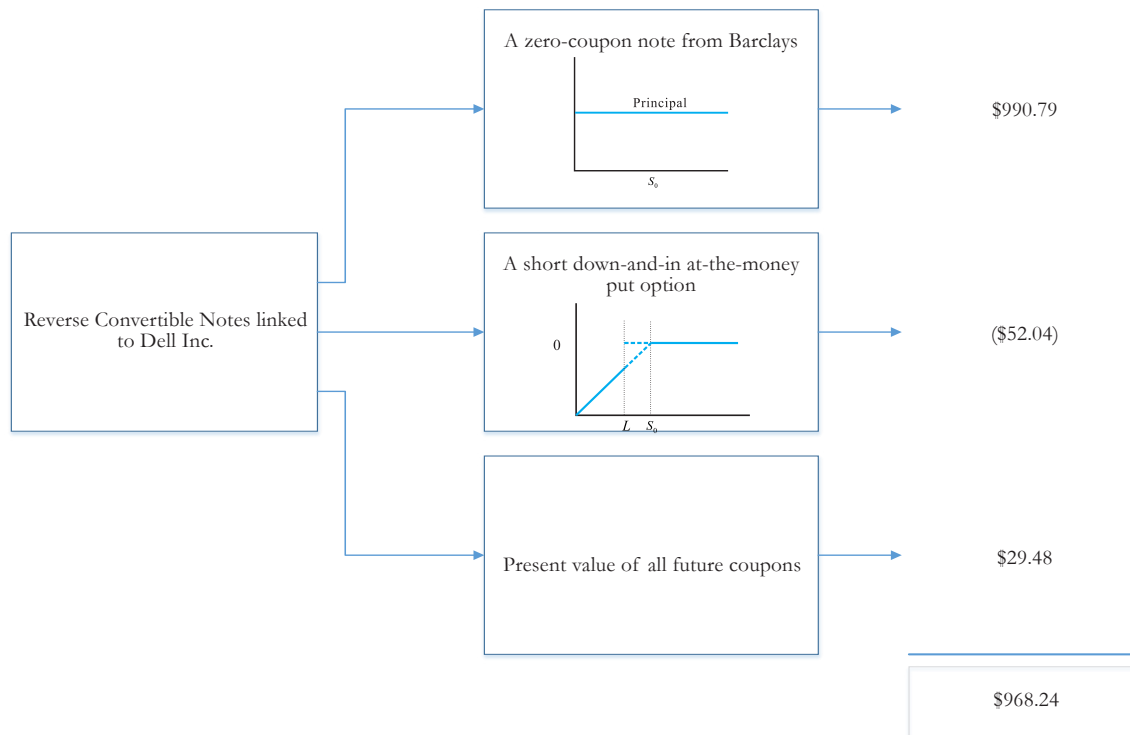 A zero-coupon note from Barclays
Principal
S₀
$990.79
Reverse Convertible Notes linked
to Dell Inc.
A short down-and-in at-the-money
put option
0
L S₀
($52.04)
Present value of all future coupons
$29.48
$968.24